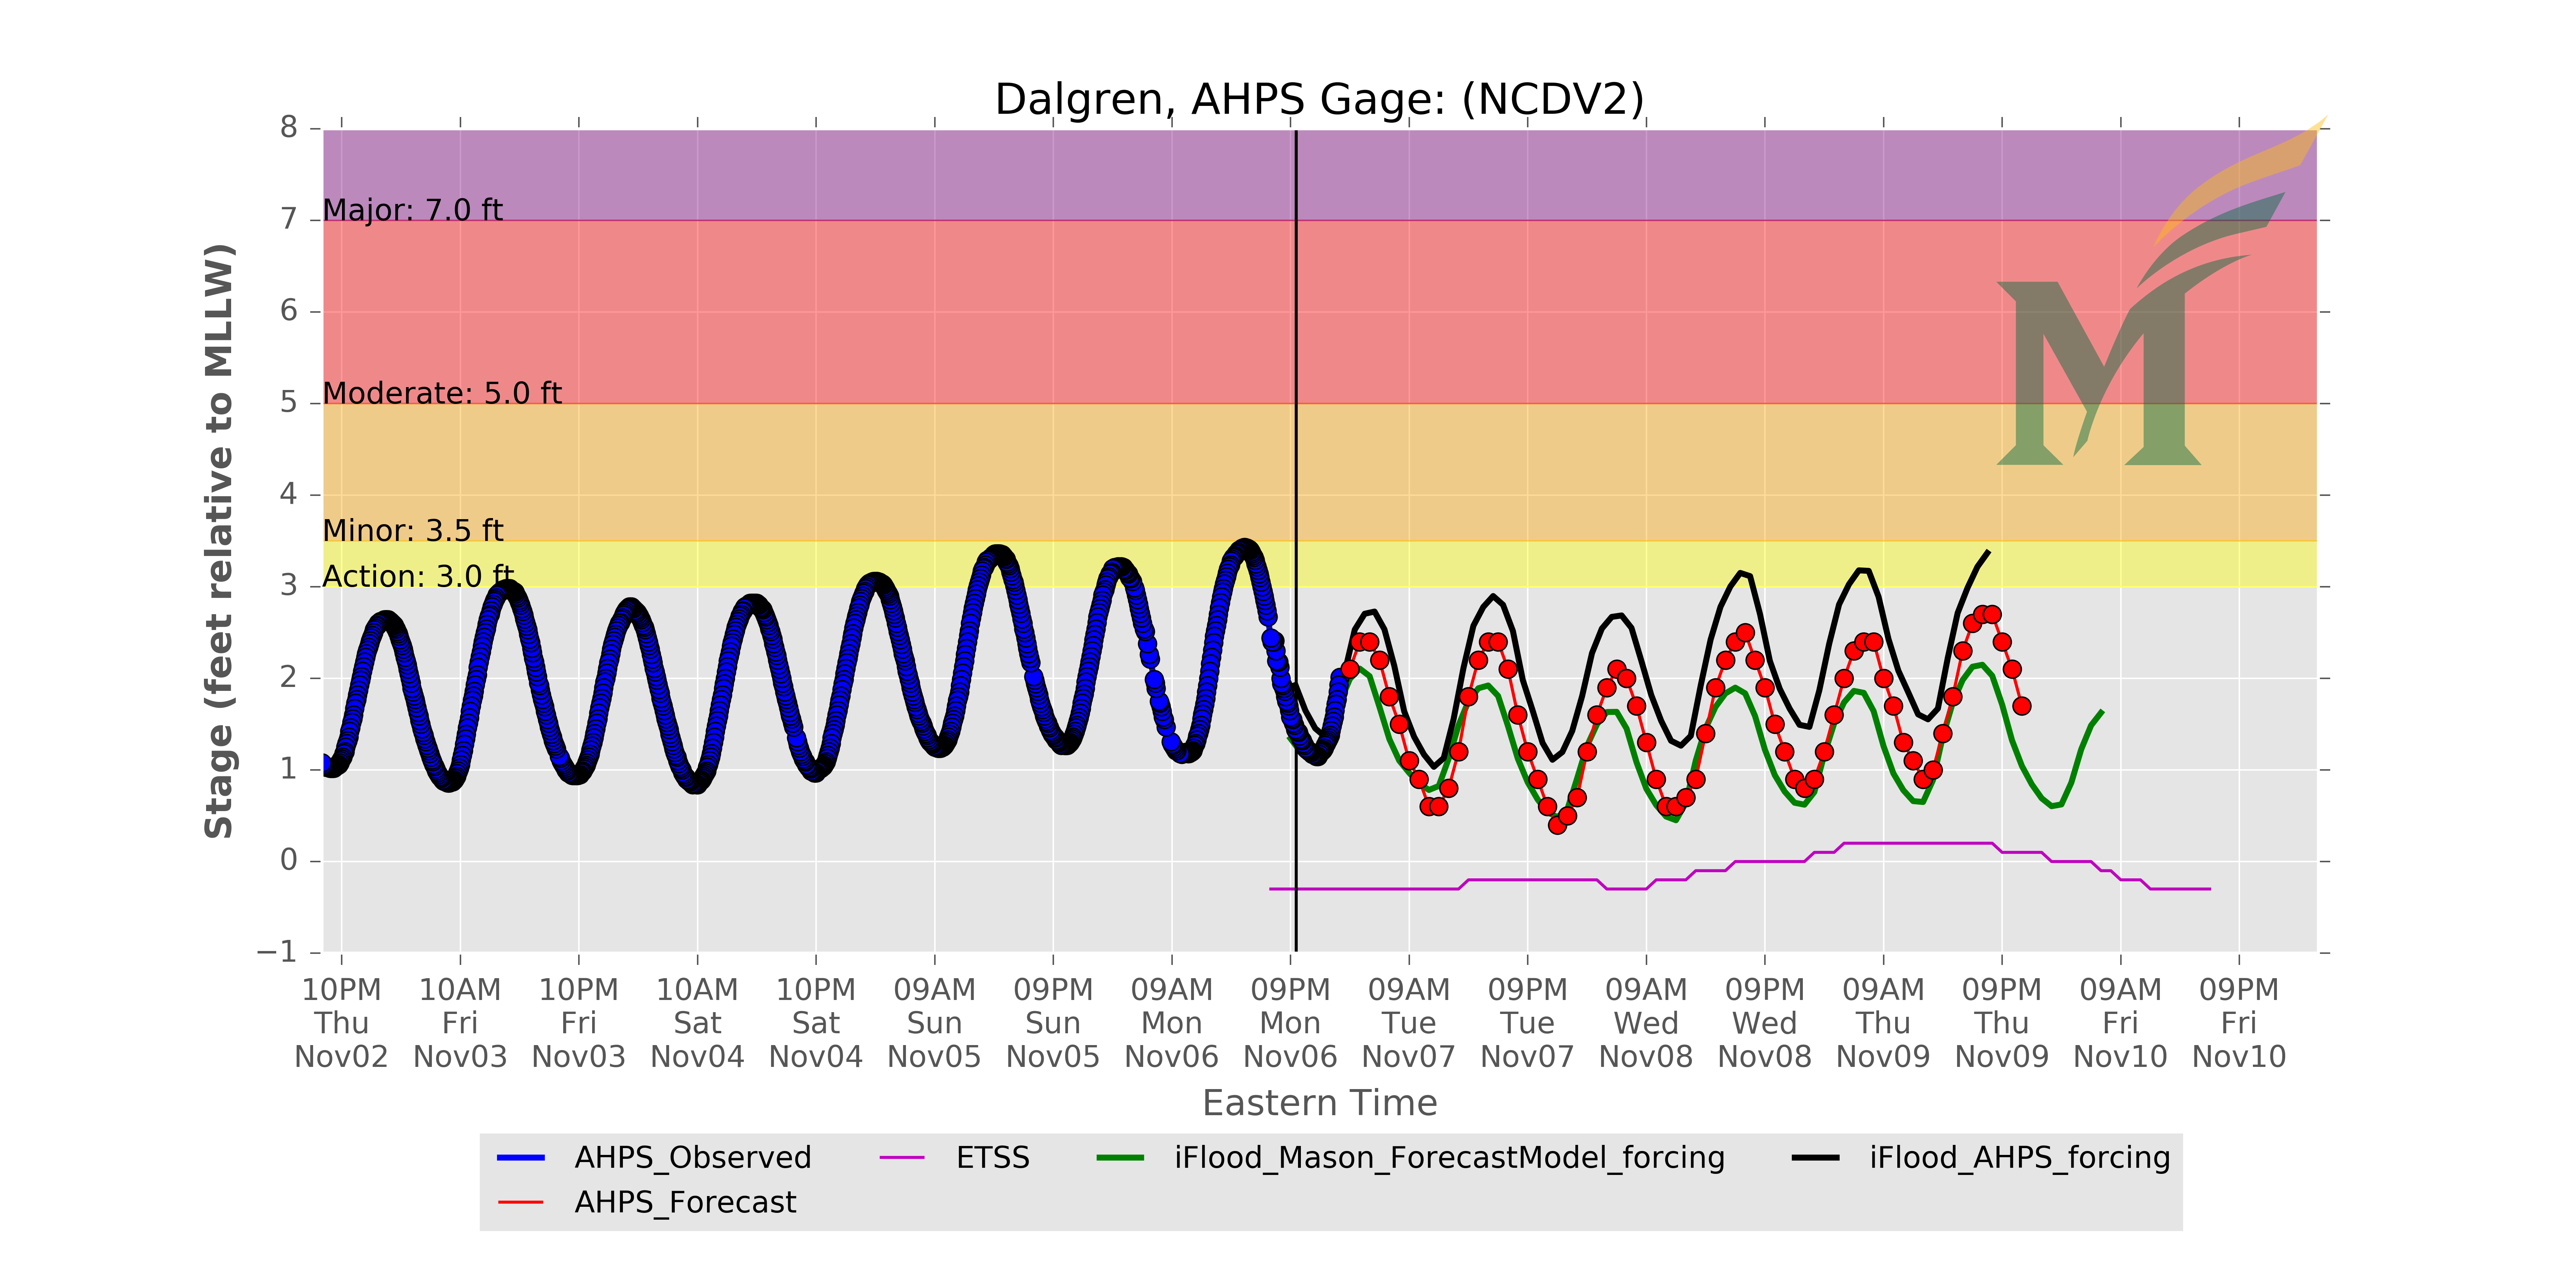 Dalgren, AHPS Gage: (NCDV2)
Stage (feet relative to MLLW)
8
7
6
5
4
3
2
1
0
−1
Major: 7.0 ft
Moderate: 5.0 ft
Minor: 3.5 ft
Action: 3.0 ft
M
10PM 10AM 10PM 10AM 10PM 09AM 09PM 09AM 09PM 09AM 09PM 09AM 09PM 09AM 09PM 09AM 09PM
Thu Fri Fri Sat Sat Sun Sun Mon Mon Tue Tue Wed Wed Thu Thu Fri Fri
Nov02 Nov03 Nov03 Nov04 Nov04 Nov05 Nov05 Nov06 Nov06 Nov07 Nov07 Nov08 Nov08 Nov09 Nov09 Nov10 Nov10
Eastern Time
AHPS_Observed ETSS iFlood_Mason_ForecastModel_forcing iFlood_AHPS_forcing
AHPS_Forecast